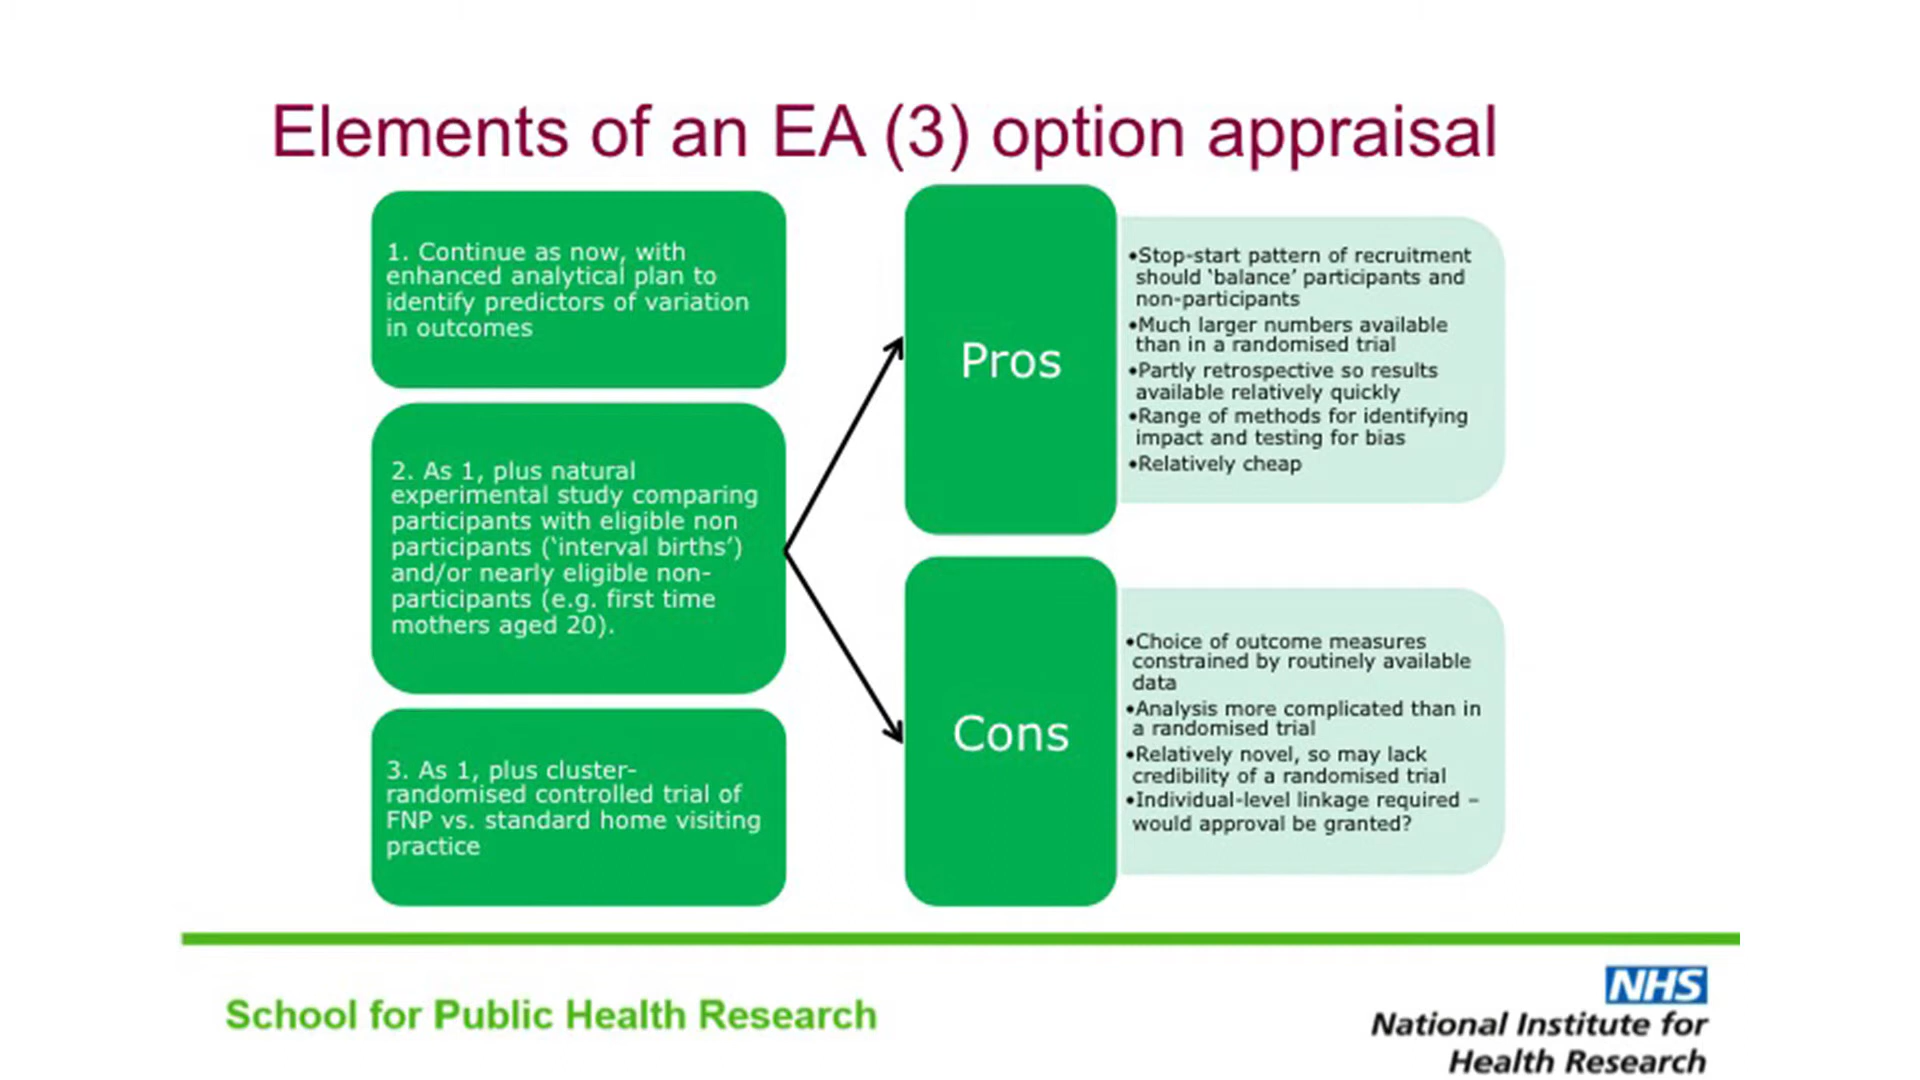 Elements of an EA (3) option appraisal
1. Continue as now, with
enhanced analytical plan to
identify predictors of variation
in outcomes
2. As 1, plus natural
experimental study comparing
participants with eligible non
participants (‘interval births’)
and/or nearly eligible non-
participants (e.g. first time
mothers aged 20).
3. As 1, plus cluster-
randomised controlled trial of
FNP vs. standard home visiting
practice
Pros
•Stop-start pattern of recruitment
should ‘balance’ participants and
non-participants
•Much larger numbers available
than in a randomised trial
•Partly retrospective so results
available relatively quickly
•Range of methods for identifying
impact and testing for bias
•Relatively cheap
Cons
•Choice of outcome measures
constrained by routinely available
data
•Analysis more complicated than in
a randomised trial
•Relatively novel, so may lack
credibility of a randomised trial
•Individual-level linkage required –
would approval be granted?
School for Public Health Research
NHS
National Institute for
Health Research